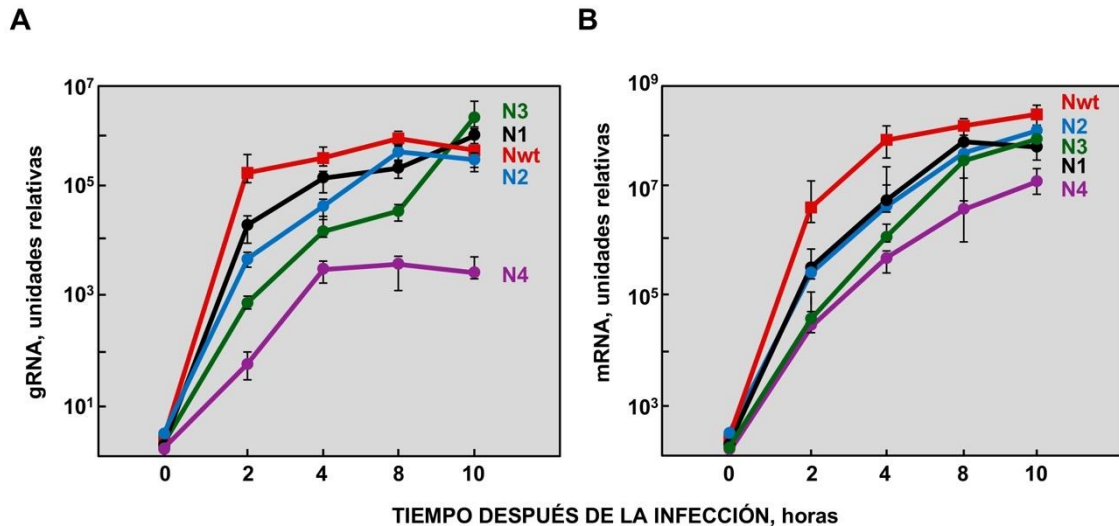 A
B
gRNA, unidades relativas
10⁷
10⁵
10³
10¹
N3
N1
Nwt
N2
N4
0 2 4 8 10
mRNA, unidades relativas
10⁹
10⁷
10⁵
10³
Nwt
N2
N3
N1
N4
0 2 4 8 10
TIEMPO DESPUÉS DE LA INFECCIÓN, horas